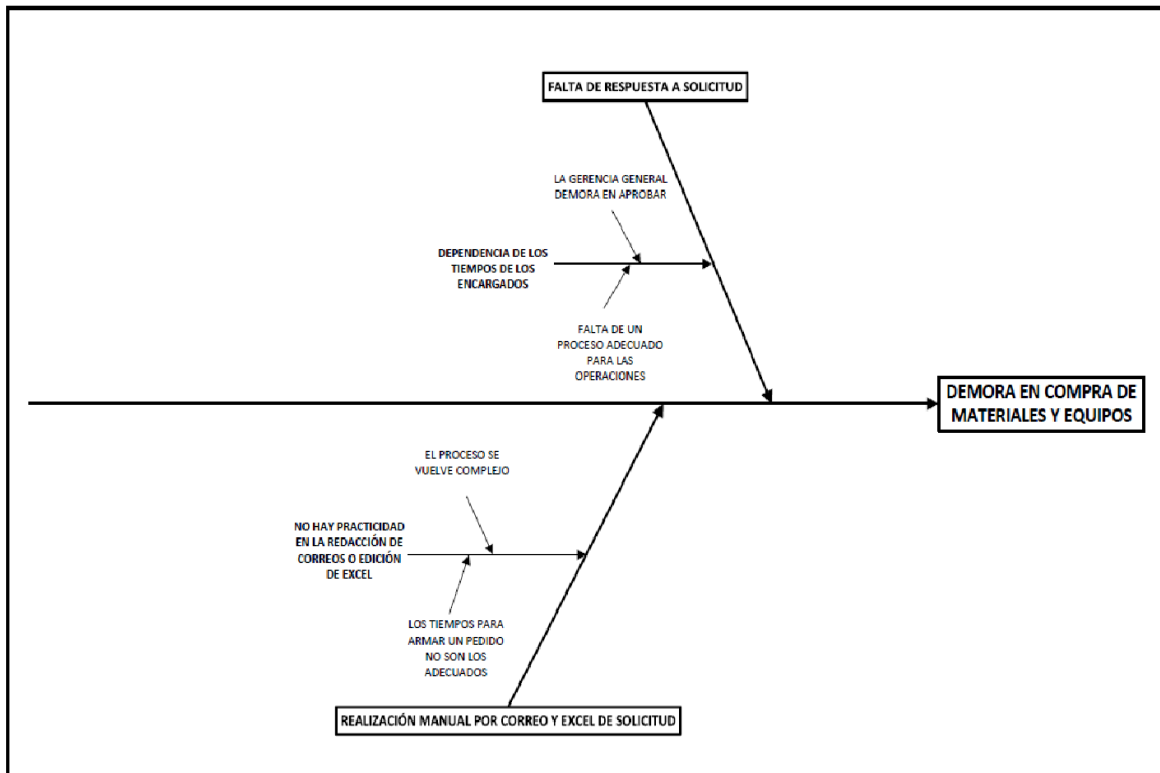 FALTA DE RESPUESTA A SOLICITUD
LA GERENCIA GENERAL
DEMORA EN APROBAR
DEPENDENCIA DE LOS
TIEMPOS DE LOS
ENCARGADOS
FALTA DE UN
PROCESO ADECUADO
PARA LAS
OPERACIONES
DEMORA EN COMPRA DE
MATERIALES Y EQUIPOS
EL PROCESO SE
VUELVE COMPLEJO
NO HAY PRACTICIDAD
EN LA REDACCIÓN DE
CORREOS O EDICIÓN
DE EXCEL
LOS TIEMPOS PARA
ARMAR UN PEDIDO
NO SON LOS
ADECUADOS
REALIZACIÓN MANUAL POR CORREO Y EXCEL DE SOLICITUD